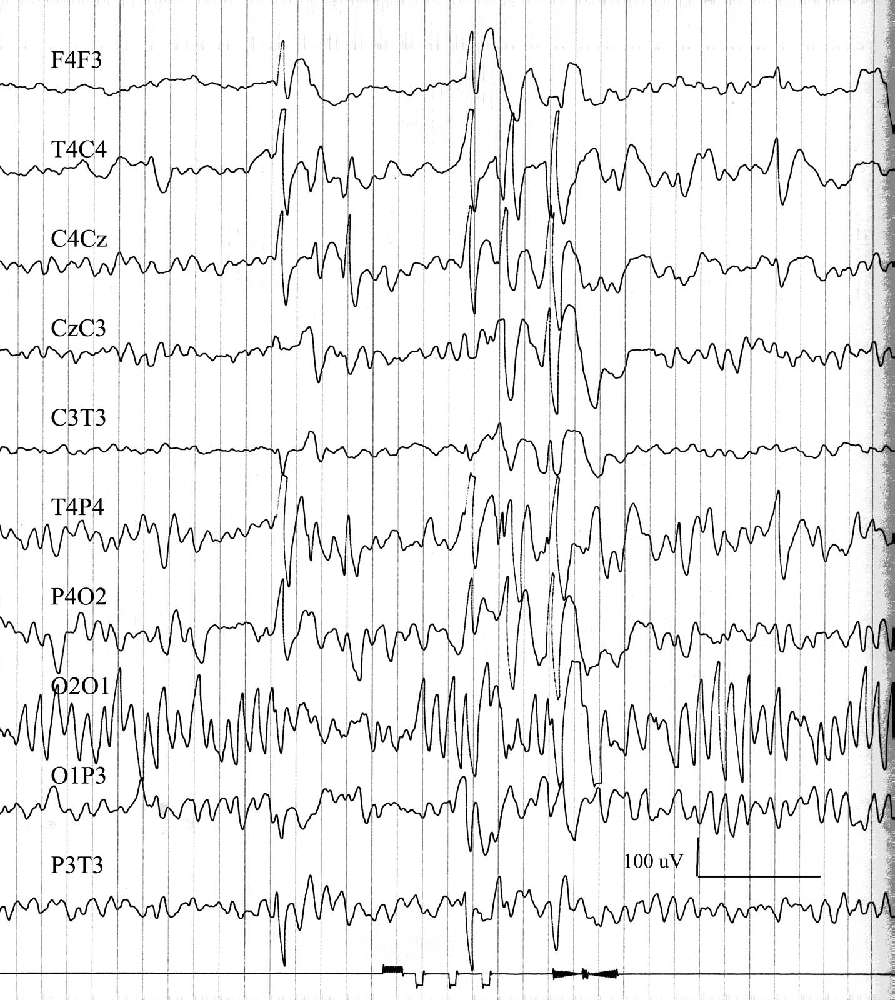 F4F3
T4C4
C4Cz
CzC3
C3T3
T4P4
P4O2
O2O1
O1P3
P3T3
100 uV